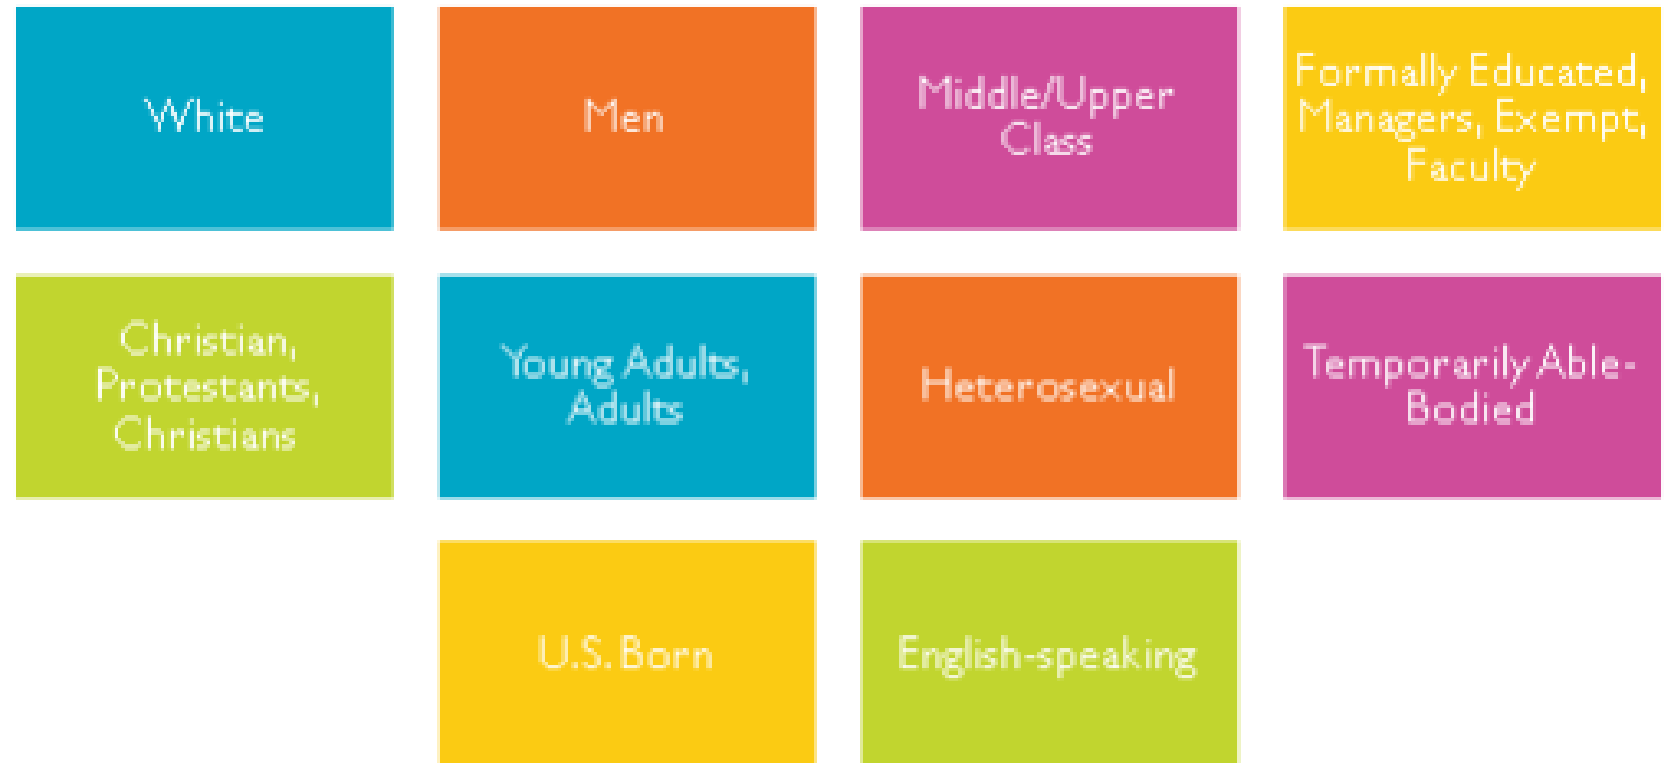 White
Men
Middle/Upper
Class
Formally Educated,
Managers, Exempt,
Faculty
Christian,
Protestants,
Christians
Young Adults,
Adults
Heterosexual
Temporarily Able-
Bodied
U.S. Born
English-speaking